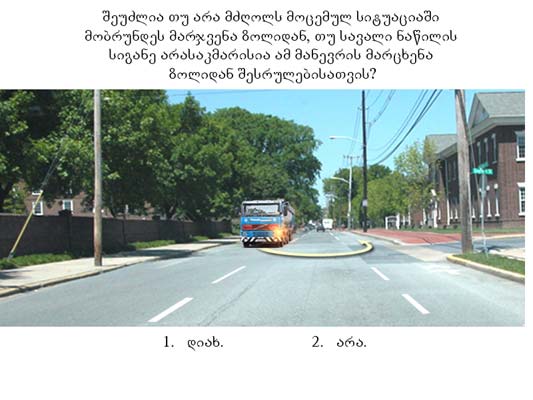 შეუძლია თუ არა მძღოლს მოცემულ სიტუაციაში
მობრუნდეს მარჯვენა ზოლიდან, თუ სავალი ნაწილის
სიგანე არასაკმარისია ამ მანევრის მარცხენა
ზოლიდან შესრულებისათვის?
1. დიახ. 2. არა.